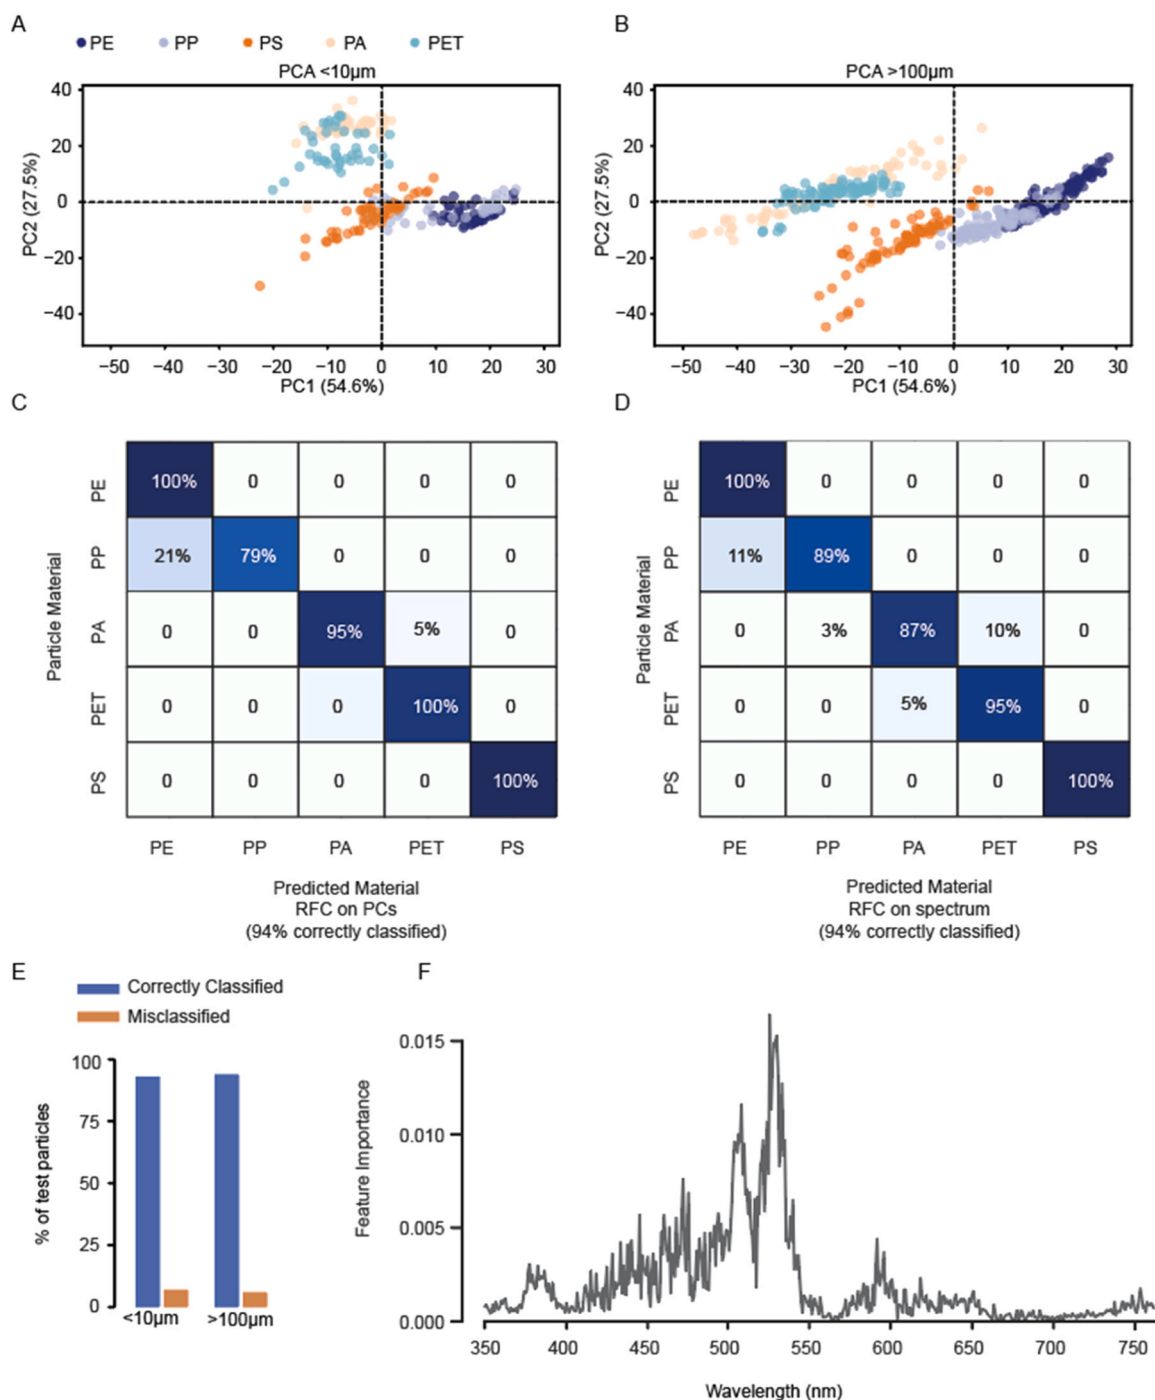 A
B
PE PP PS PA PET
PCA <10µm
PCA >100µm
40
20
0
−20
−40
PC2 (27.5%)
−50 −40 −30 −20 −10 0 10 20 30
PC1 (54.6%)
40
20
0
−20
−40
PC2 (27.5%)
−50 −40 −30 −20 −10 0 10 20 30
PC1 (54.6%)
C
Particle Material
PE 100% 0 0 0 0
PP 21% 79% 0 0 0
PA 0 0 95% 5% 0
PET 0 0 0 100% 0
PS 0 0 0 0 100%
PE PP PA PET PS
Predicted Material
RFC on PCs
(94% correctly classified)
D
Particle Material
PE 100% 0 0 0 0
PP 11% 89% 0 0 0
PA 0 3% 87% 10% 0
PET 0 0 5% 95% 0
PS 0 0 0 0 100%
PE PP PA PET PS
Predicted Material
RFC on spectrum
(94% correctly classified)
E
Correctly Classified
Misclassified
100
75
50
25
0
% of test particles
<10µm >100µm
F
0.015
0.010
0.005
0.000
Feature Importance
350 400 450 500 550 600 650 700 750
Wavelength (nm)